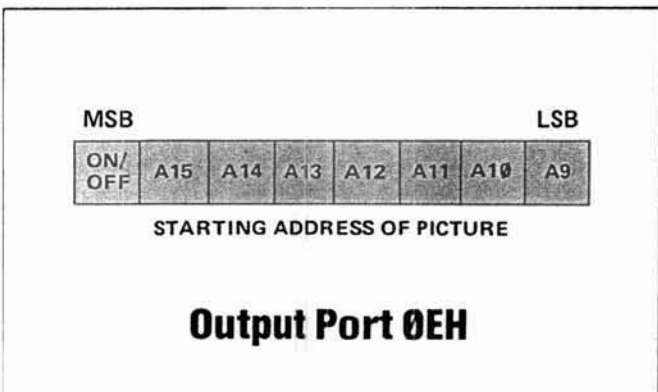 MSB LSB
ON/ A15 A14 A13 A12 A11 A10 A9
OFF
STARTING ADDRESS OF PICTURE
Output Port 0EH